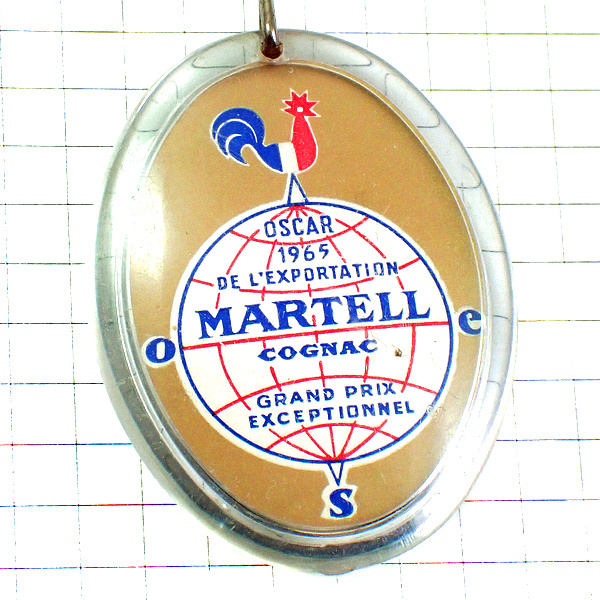 OSCAR
1965
DE L'EXPORTATION
MARTELL
o e
COGNAC
GRAND PRIX
EXCEPTIONNEL
S